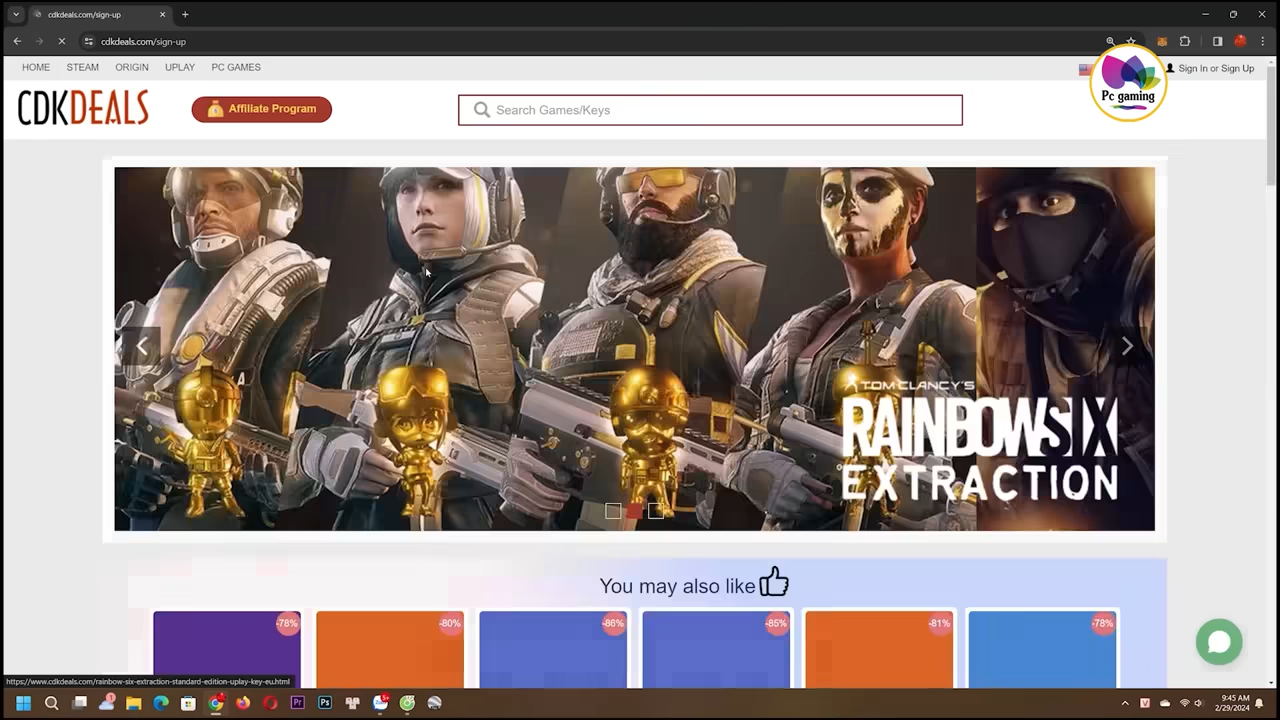 cdkdeals.com/sign-up
cdkdeals.com/sign-up
HOME STEAM ORIGIN UPLAY PC GAMES
Sign In or Sign Up
CDKDEALS
Affiliate Program
Search Games/Keys
Pc gaming
TOM CLANCY'S
RAINBOWSIX
EXTRACTION
You may also like
-78% -80% -86% -85% -81% -78%
https://www.cdkdeals.com/rainbow-six-extraction-standard-edition-uplay-key-eu.html
Pr Ps 5+ V
9:45 AM
2/29/2024